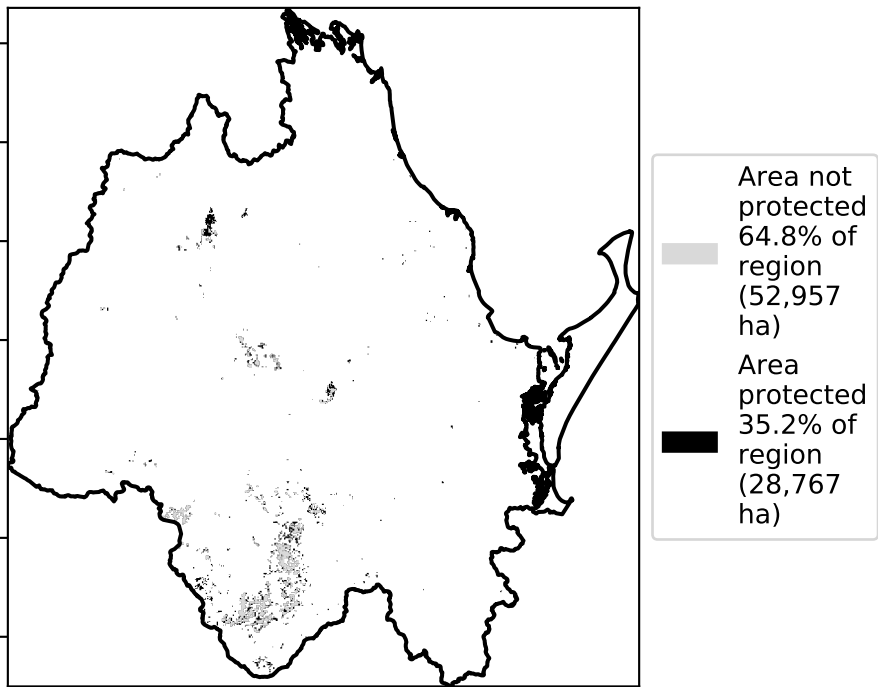 Area not
protected
64.8% of
region
(52,957
ha)
Area
protected
35.2% of
region
(28,767
ha)